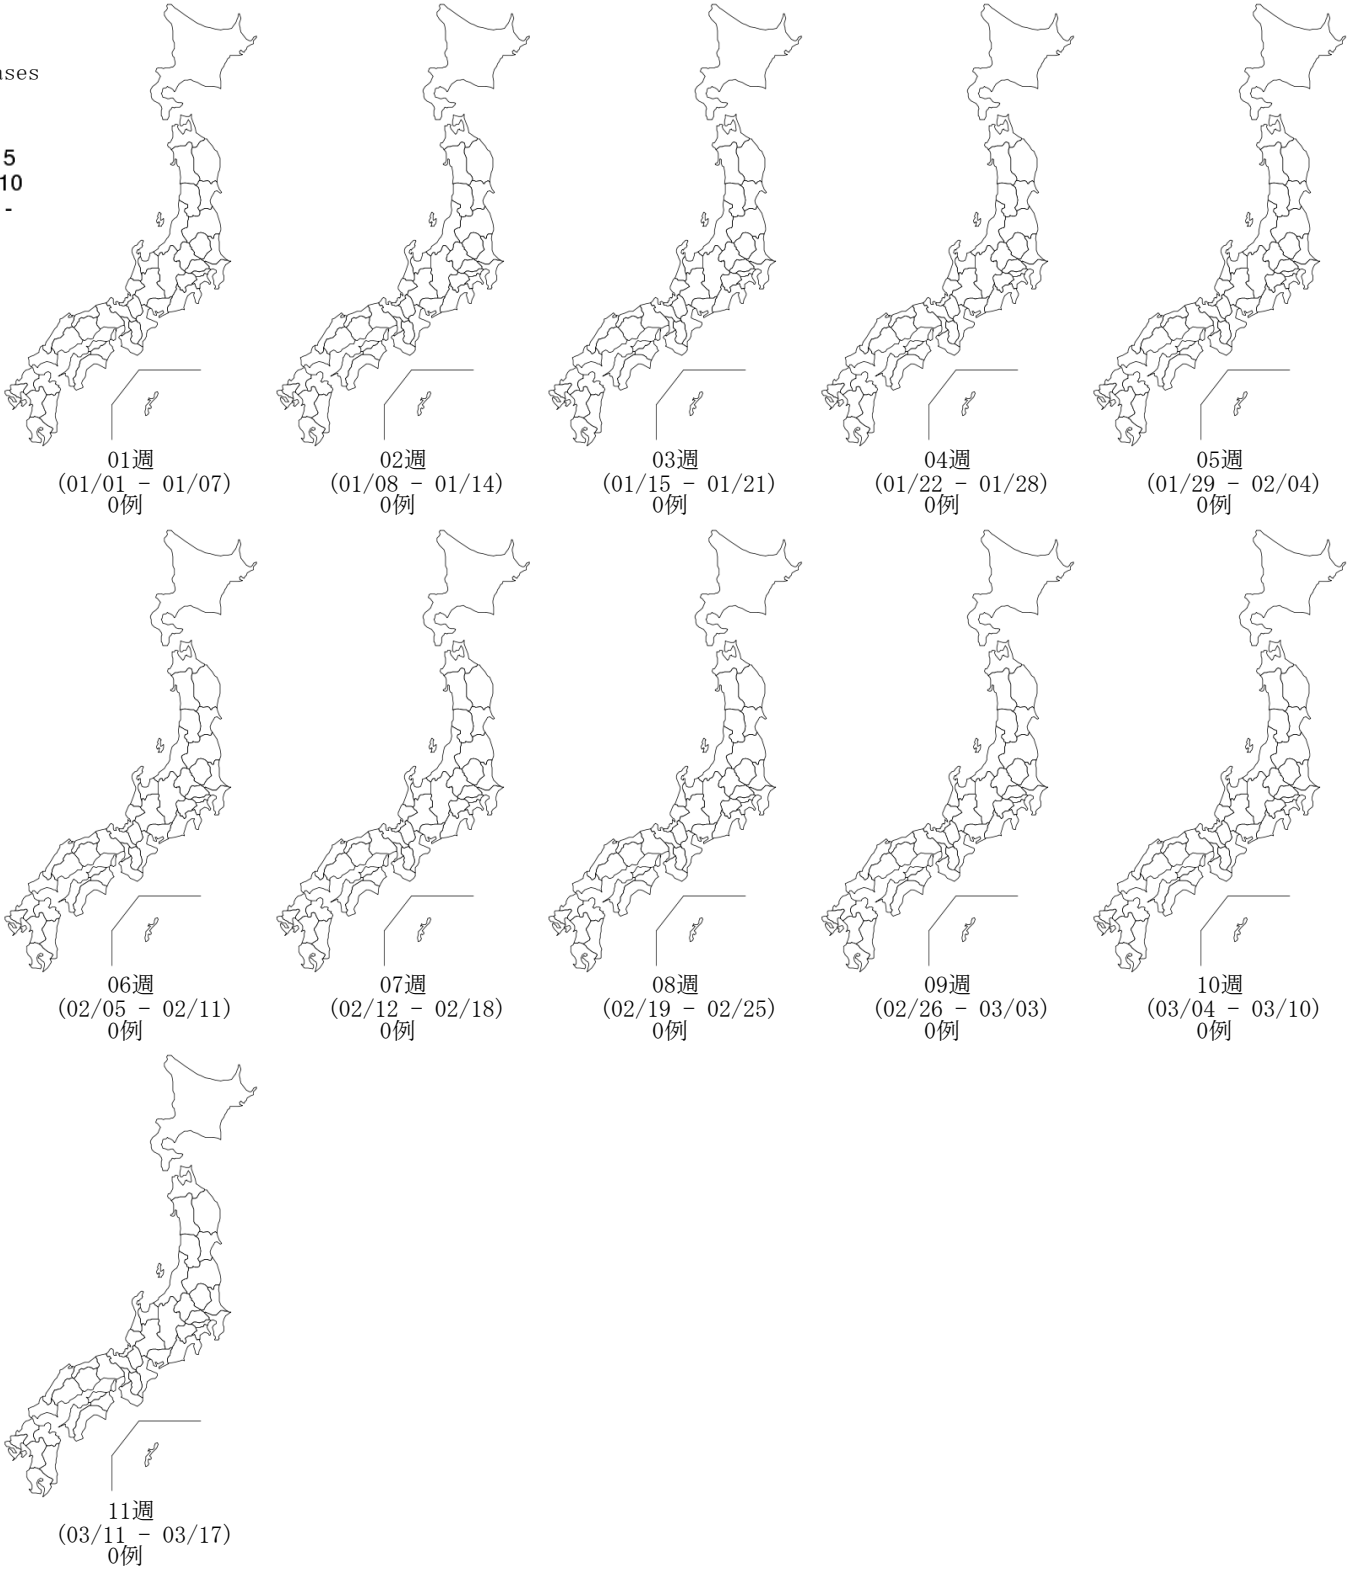 ases
5
10
-
01週
(01/01 - 01/07)
0例
02週
(01/08 - 01/14)
0例
03週
(01/15 - 01/21)
0例
04週
(01/22 - 01/28)
0例
05週
(01/29 - 02/04)
0例
06週
(02/05 - 02/11)
0例
07週
(02/12 - 02/18)
0例
08週
(02/19 - 02/25)
0例
09週
(02/26 - 03/03)
0例
10週
(03/04 - 03/10)
0例
11週
(03/11 - 03/17)
0例